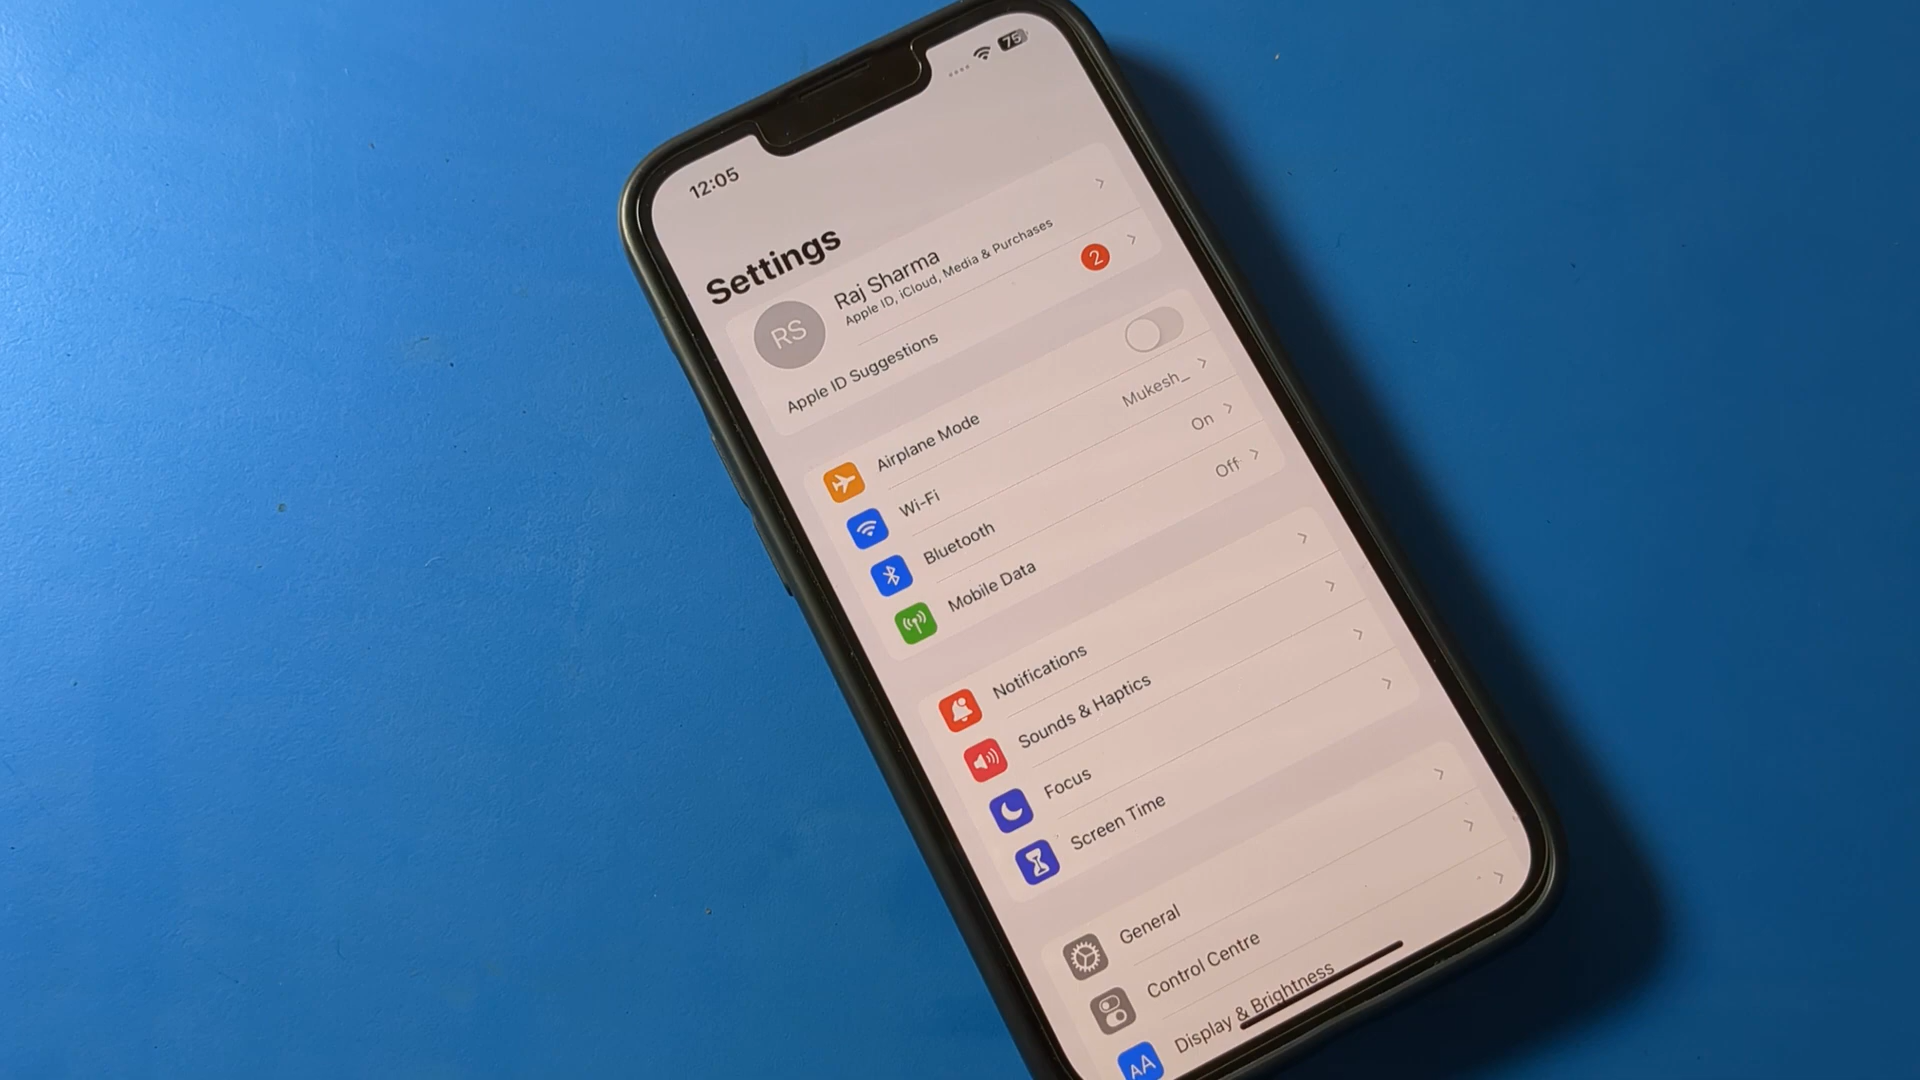 12:05
75
Settings
RS
Raj Sharma
Apple ID, iCloud, Media & Purchases
Apple ID Suggestions
2
Airplane Mode
Wi-Fi
Mukesh_
Bluetooth
On
Mobile Data
Off
Notifications
Sounds & Haptics
Focus
Screen Time
General
Control Centre
AA
Display & Brightness